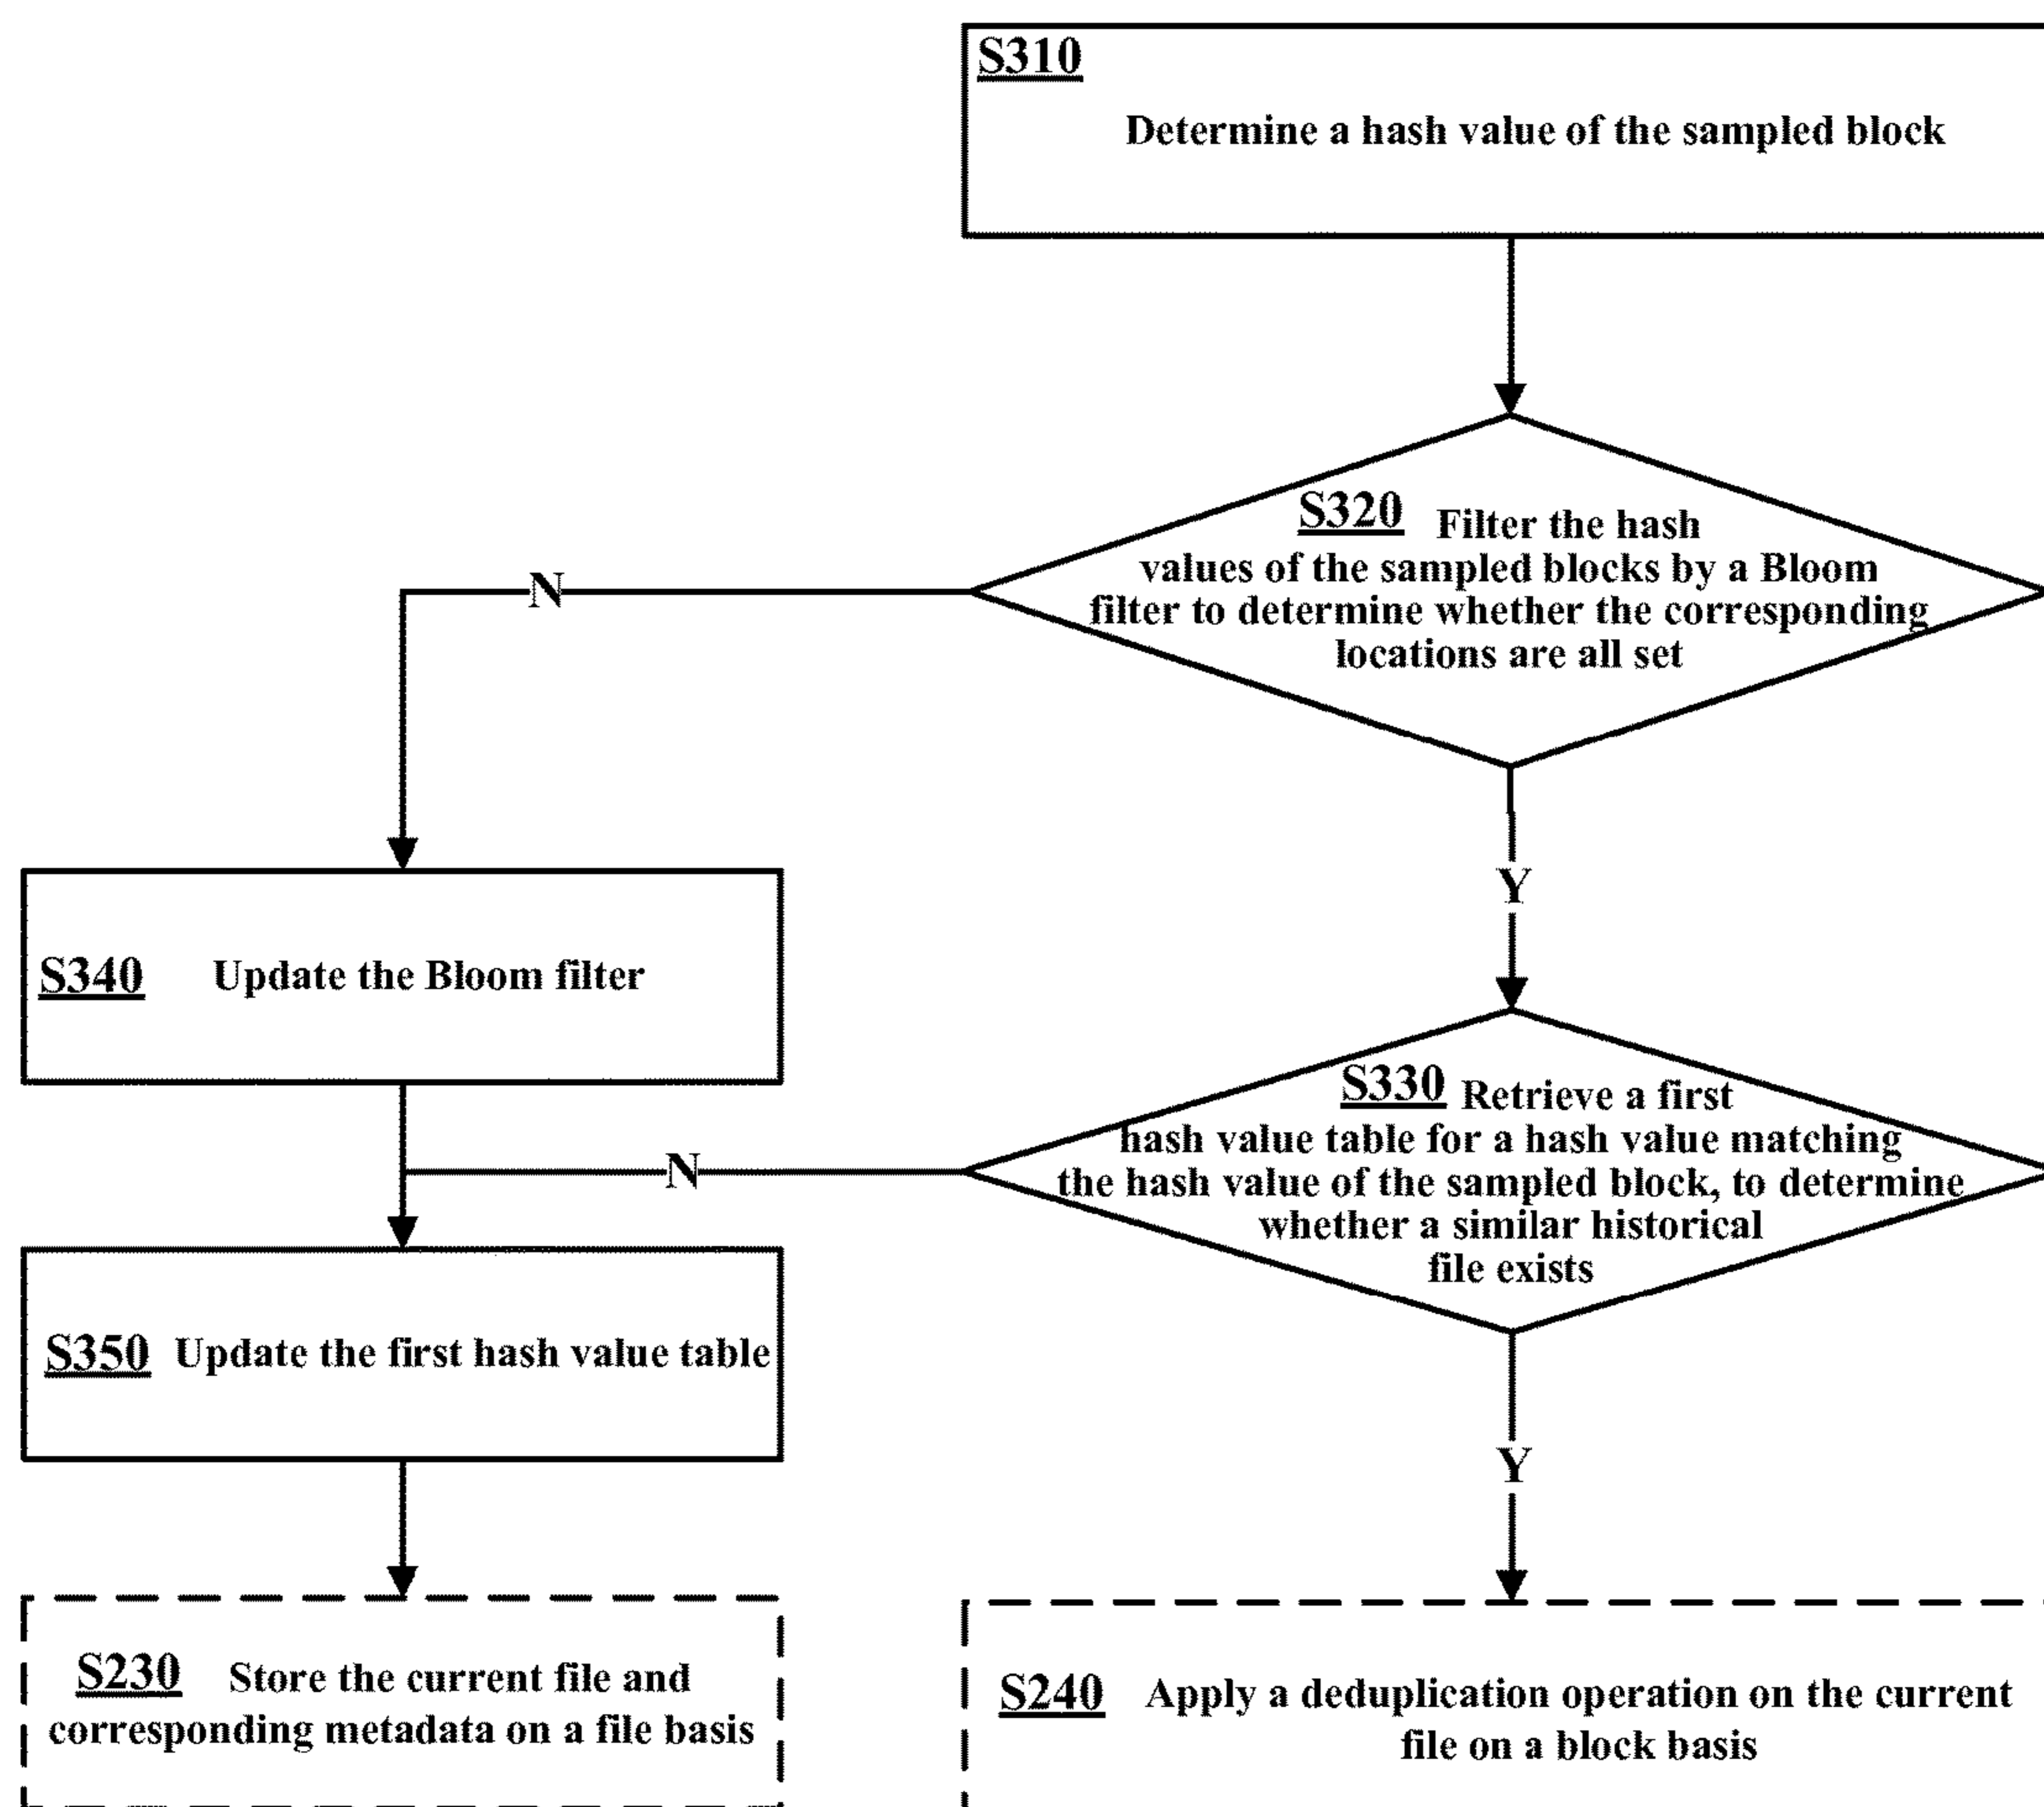 S310
Determine a hash value of the sampled block
S320 Filter the hash
values of the sampled blocks by a Bloom
filter to determine whether the corresponding
locations are all set
N
Y
S340 Update the Bloom filter
S330 Retrieve a first
hash value table for a hash value matching
the hash value of the sampled block, to determine
whether a similar historical
file exists
N
S350 Update the first hash value table
Y
S230 Store the current file and
corresponding metadata on a file basis
S240 Apply a deduplication operation on the current
file on a block basis